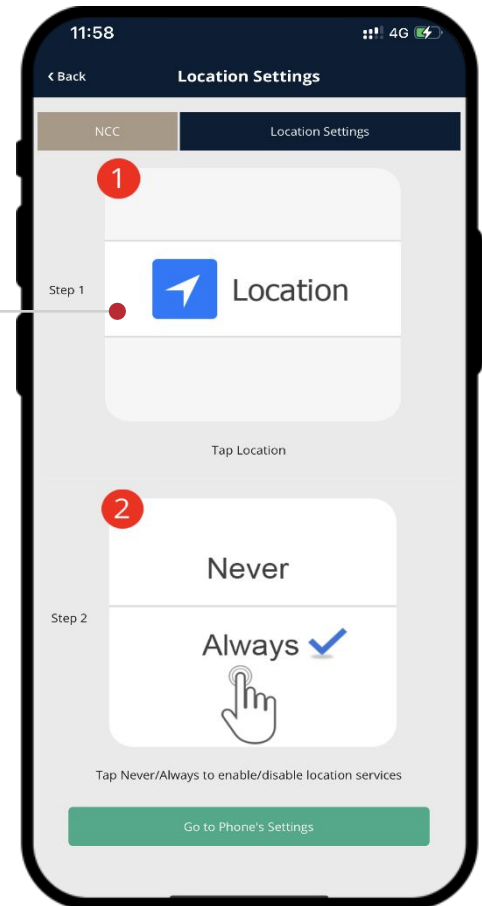 11:58
4G
Back
Location Settings
NCC
Location Settings
1
Step 1
Location
Tap Location
2
Never
Step 2
Always
Tap Never/Always to enable/disable location services
Go to Phone's Settings